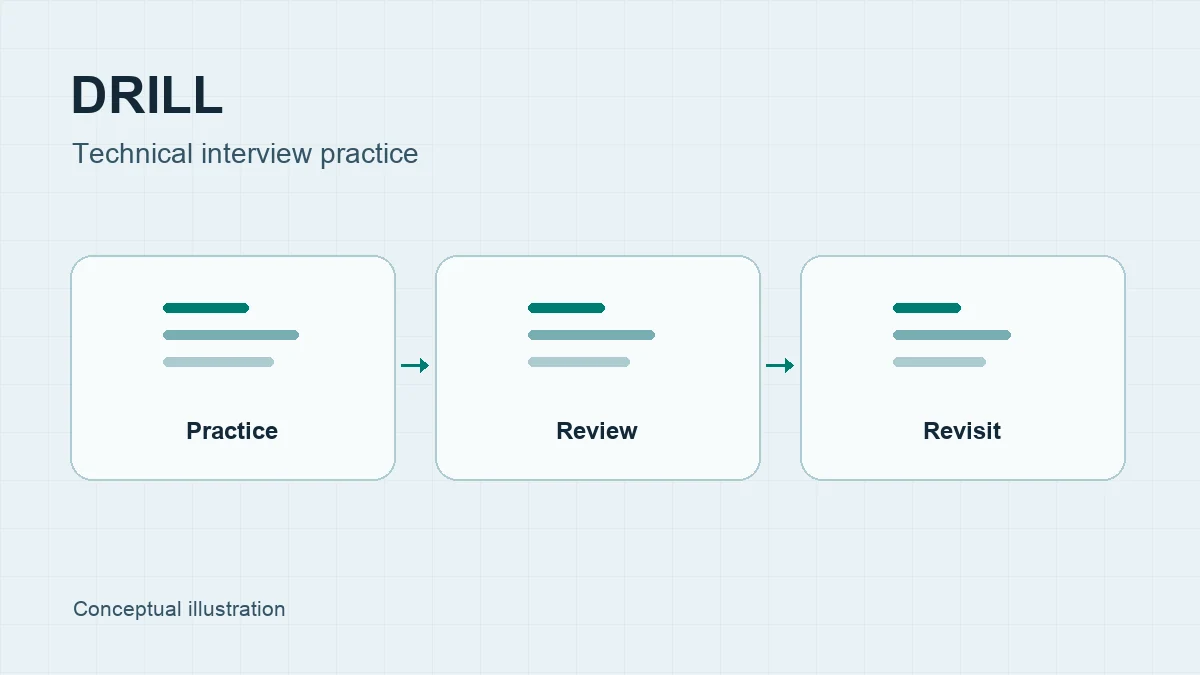 DRILL
Technical interview practice
Practice
Review
Revisit
Conceptual illustration